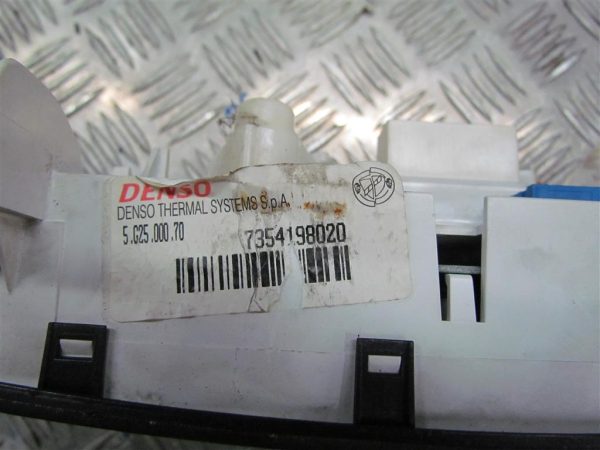 DENSO
DENSO THERMAL SYSTEMS S.p.A.
5.G25.000.70
7354198020